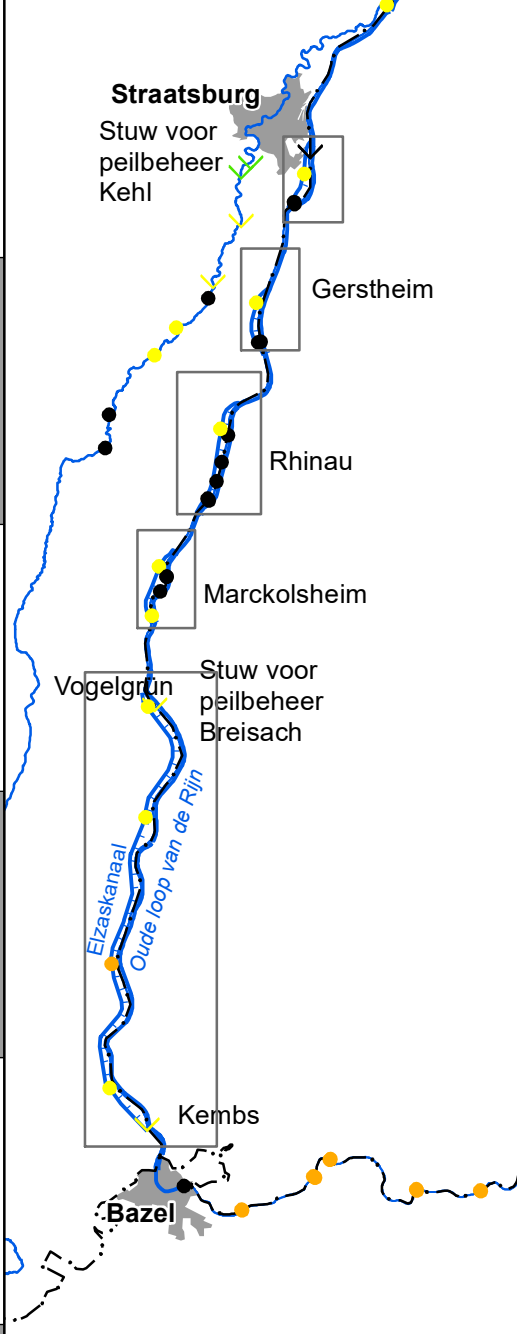 Straatsburg
Stuw voor
peilbeheer
Kehl
Gerstheim
Rhinau
Marckolsheim
Stuw voor
peilbeheer
Breisach
Vogelgrün
Elzaskanaal
Oude loop van de Rijn
Kembs
Bazel